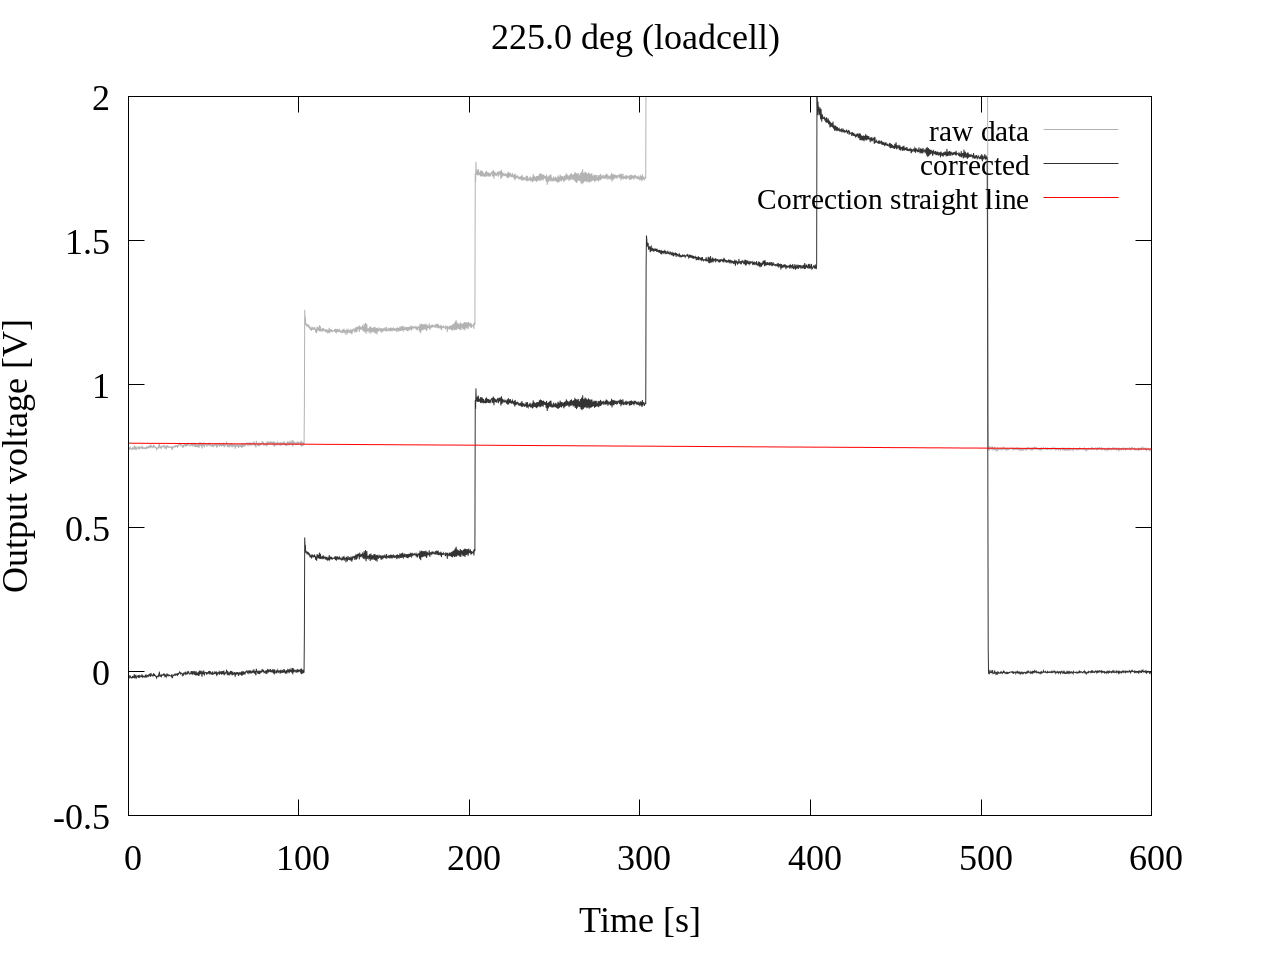 225.0 deg (loadcell)
2
1.5
1
0.5
0
-0.5
raw data
corrected
Correction straight line
Output voltage [V]
0 100 200 300 400 500 600
Time [s]